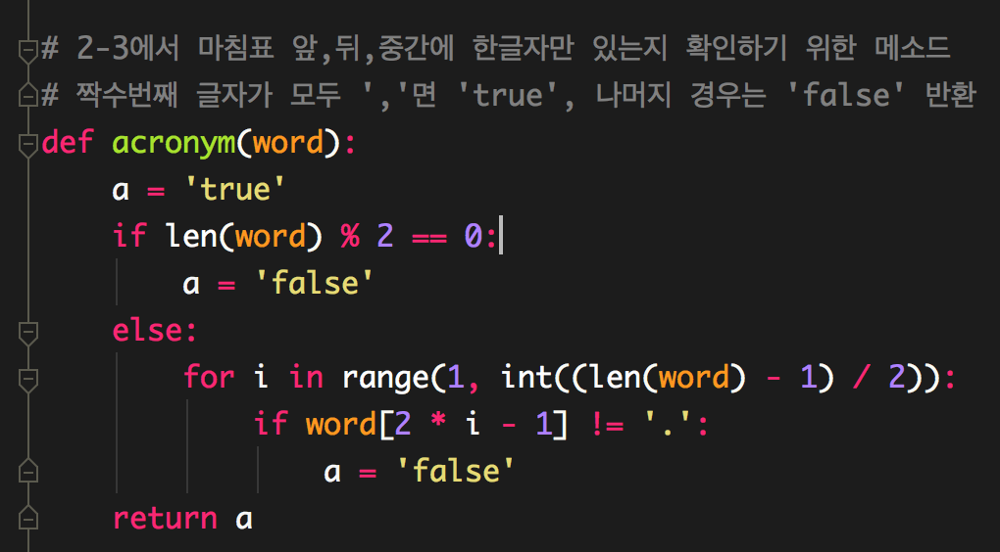 # 2-3에서 마침표 앞,뒤,중간에 한글자만 있는지 확인하기 위한 메소드
# 짝수번째 글자가 모두 ','면 'true', 나머지 경우는 'false' 반환
def acronym(word):
    a = 'true'
    if len(word) % 2 == 0:
        a = 'false'
    else:
        for i in range(1, int((len(word) - 1) / 2)):
            if word[2 * i - 1] != '.':
                a = 'false'
    return a